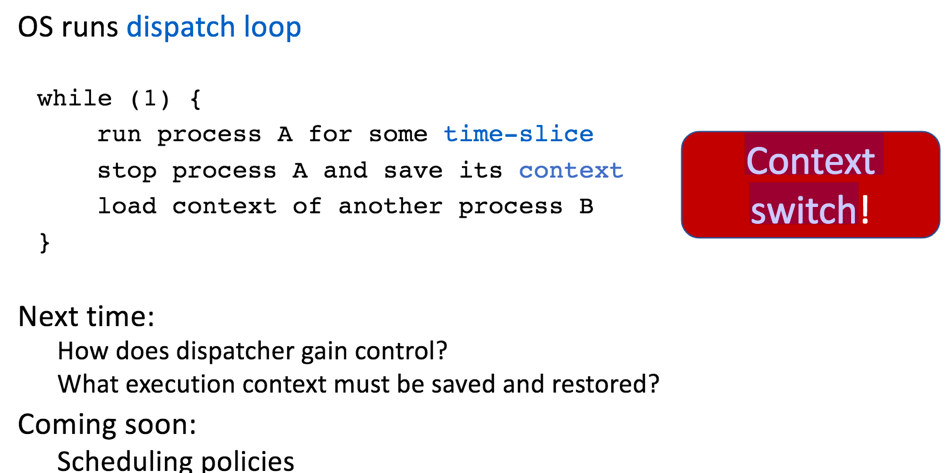 OS runs dispatch loop
while (1) {
run process A for some time-slice
stop process A and save its context
load context of another process B
}
Context
switch!
Next time:
How does dispatcher gain control?
What execution context must be saved and restored?
Coming soon:
Scheduling policies